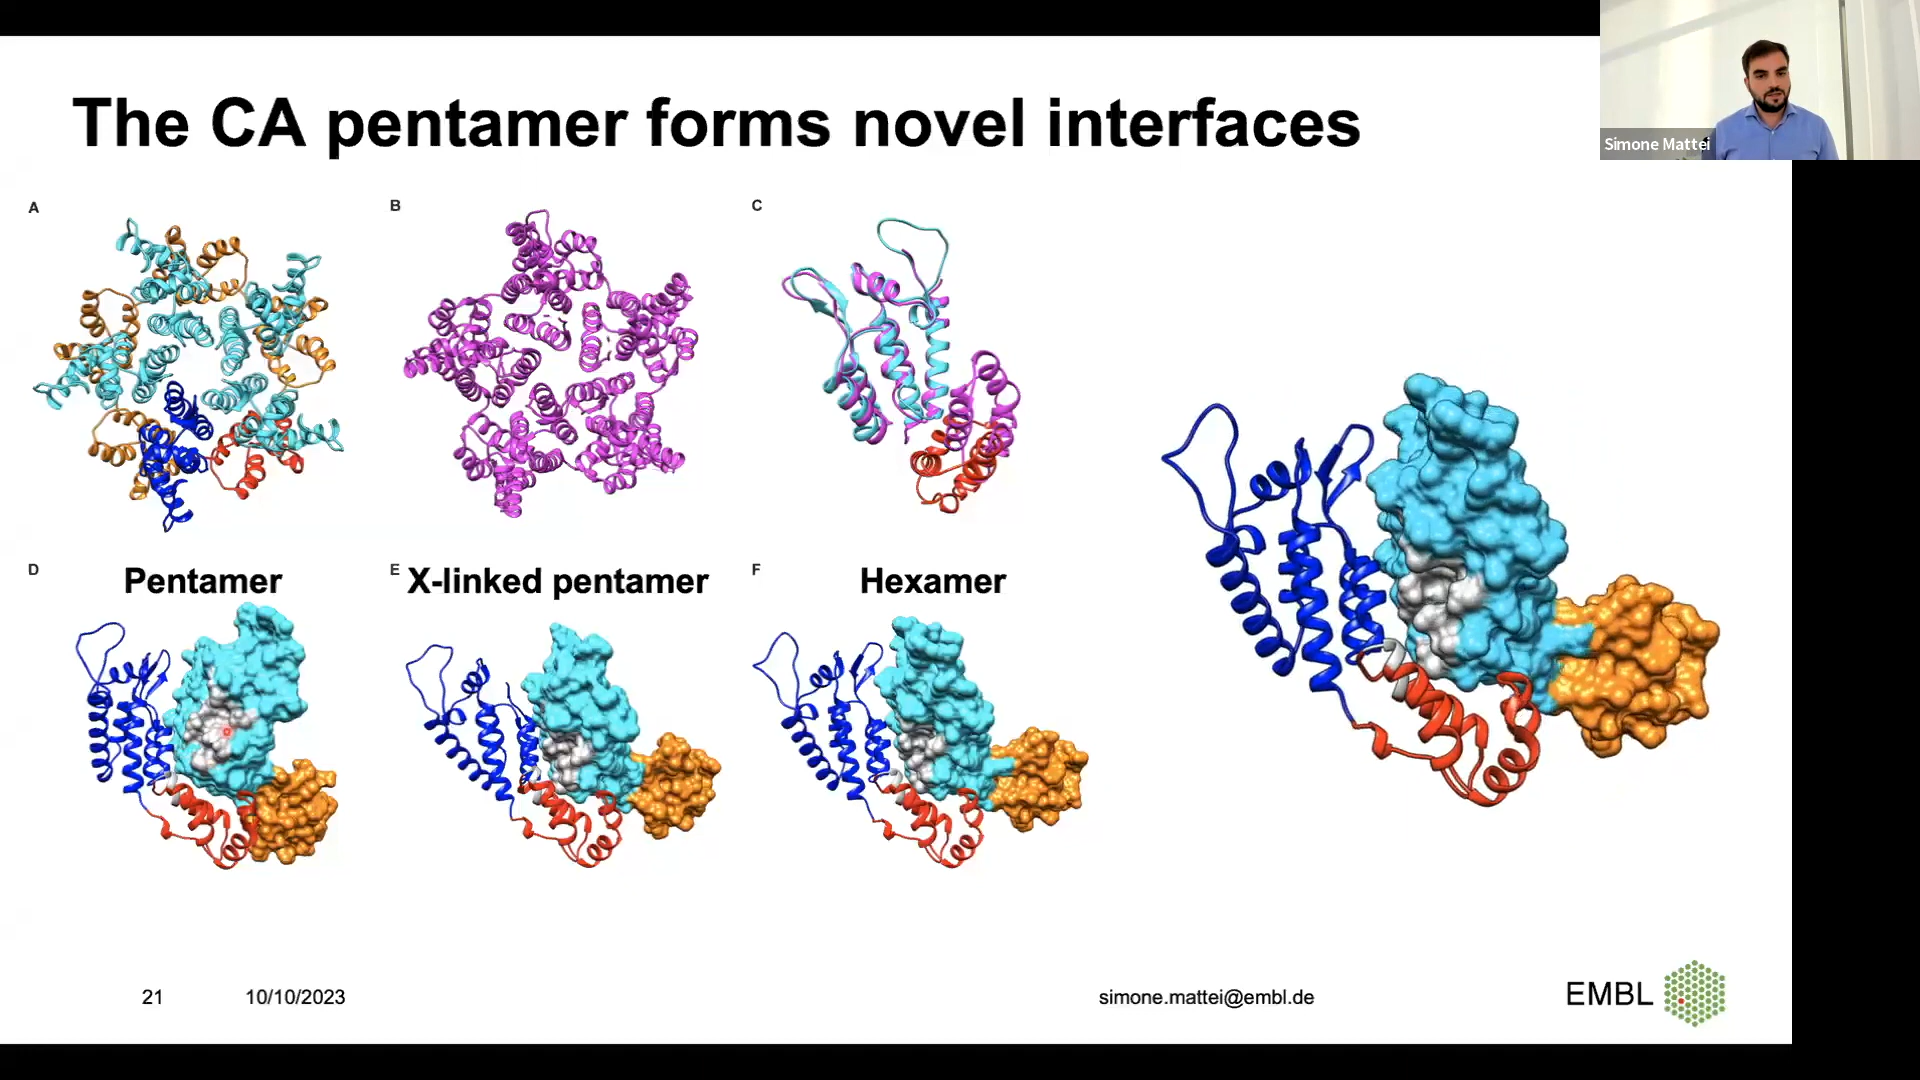 The CA pentamer forms novel interfaces
Simone Mattei
A
B
C
D
Pentamer
E
X-linked pentamer
F
Hexamer
21
10/10/2023
simone.mattei@embl.de
EMBL